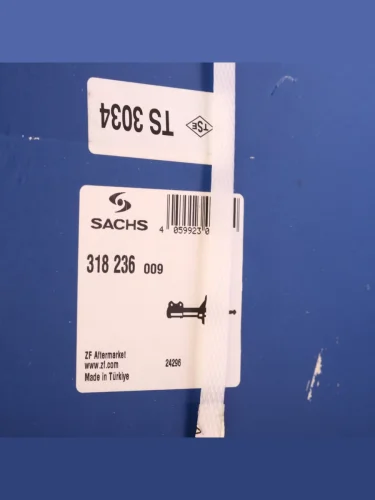 TS 3034
TSE
SACHS
4 059923 0
318 236 009
ZF Aftermarket
www.zf.com
Made in Türkiye
24296